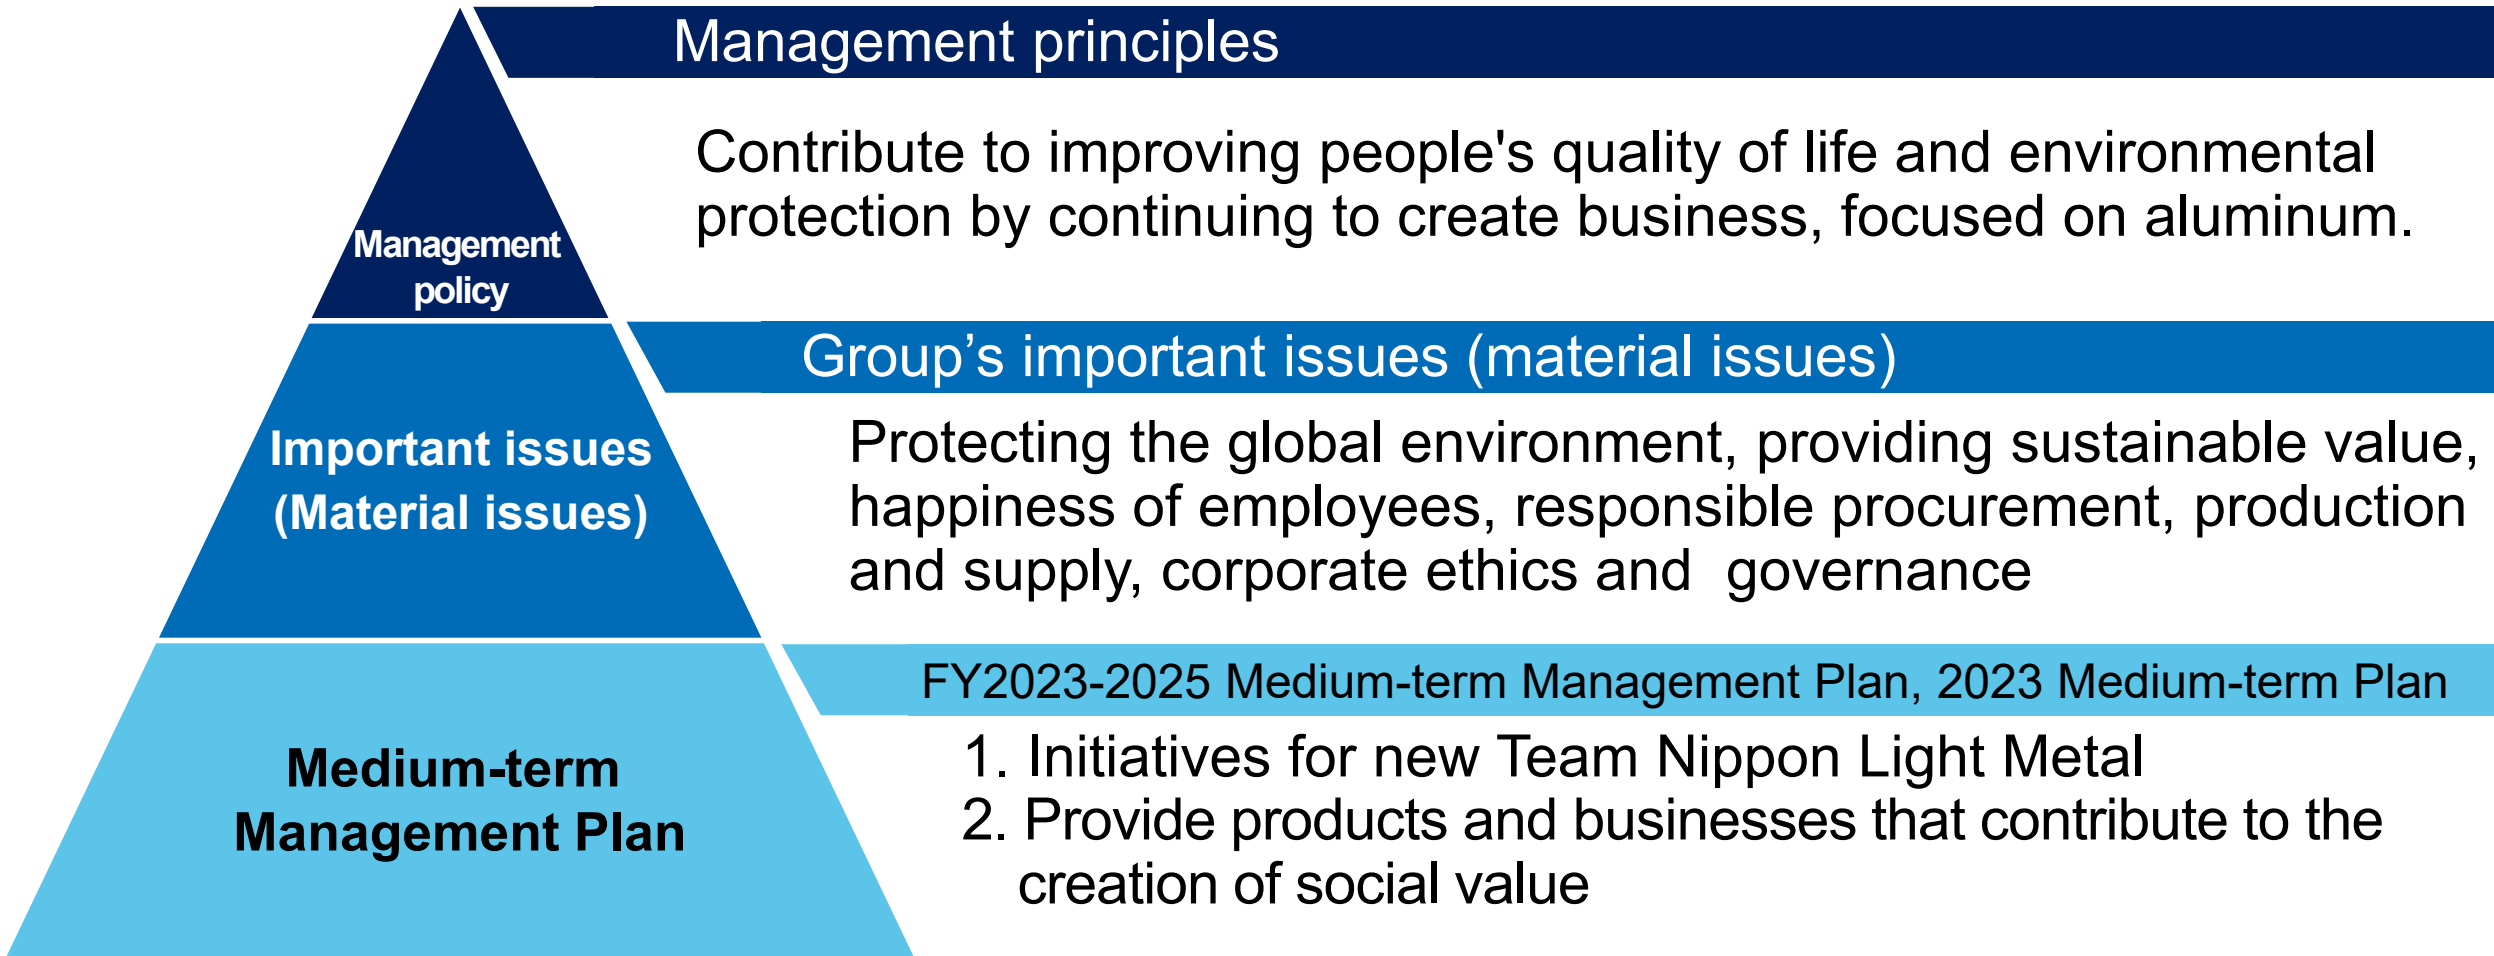 Management principles
Contribute to improving people's quality of life and environmental
protection by continuing to create business, focused on aluminum.
Management
policy
Group’s important issues (material issues)
Important issues
(Material issues)
Protecting the global environment, providing sustainable value,
happiness of employees, responsible procurement, production
and supply, corporate ethics and  governance
FY2023-2025 Medium-term Management Plan, 2023 Medium-term Plan
Medium-term
Management Plan
1. Initiatives for new Team Nippon Light Metal
2. Provide products and businesses that contribute to the
creation of social value